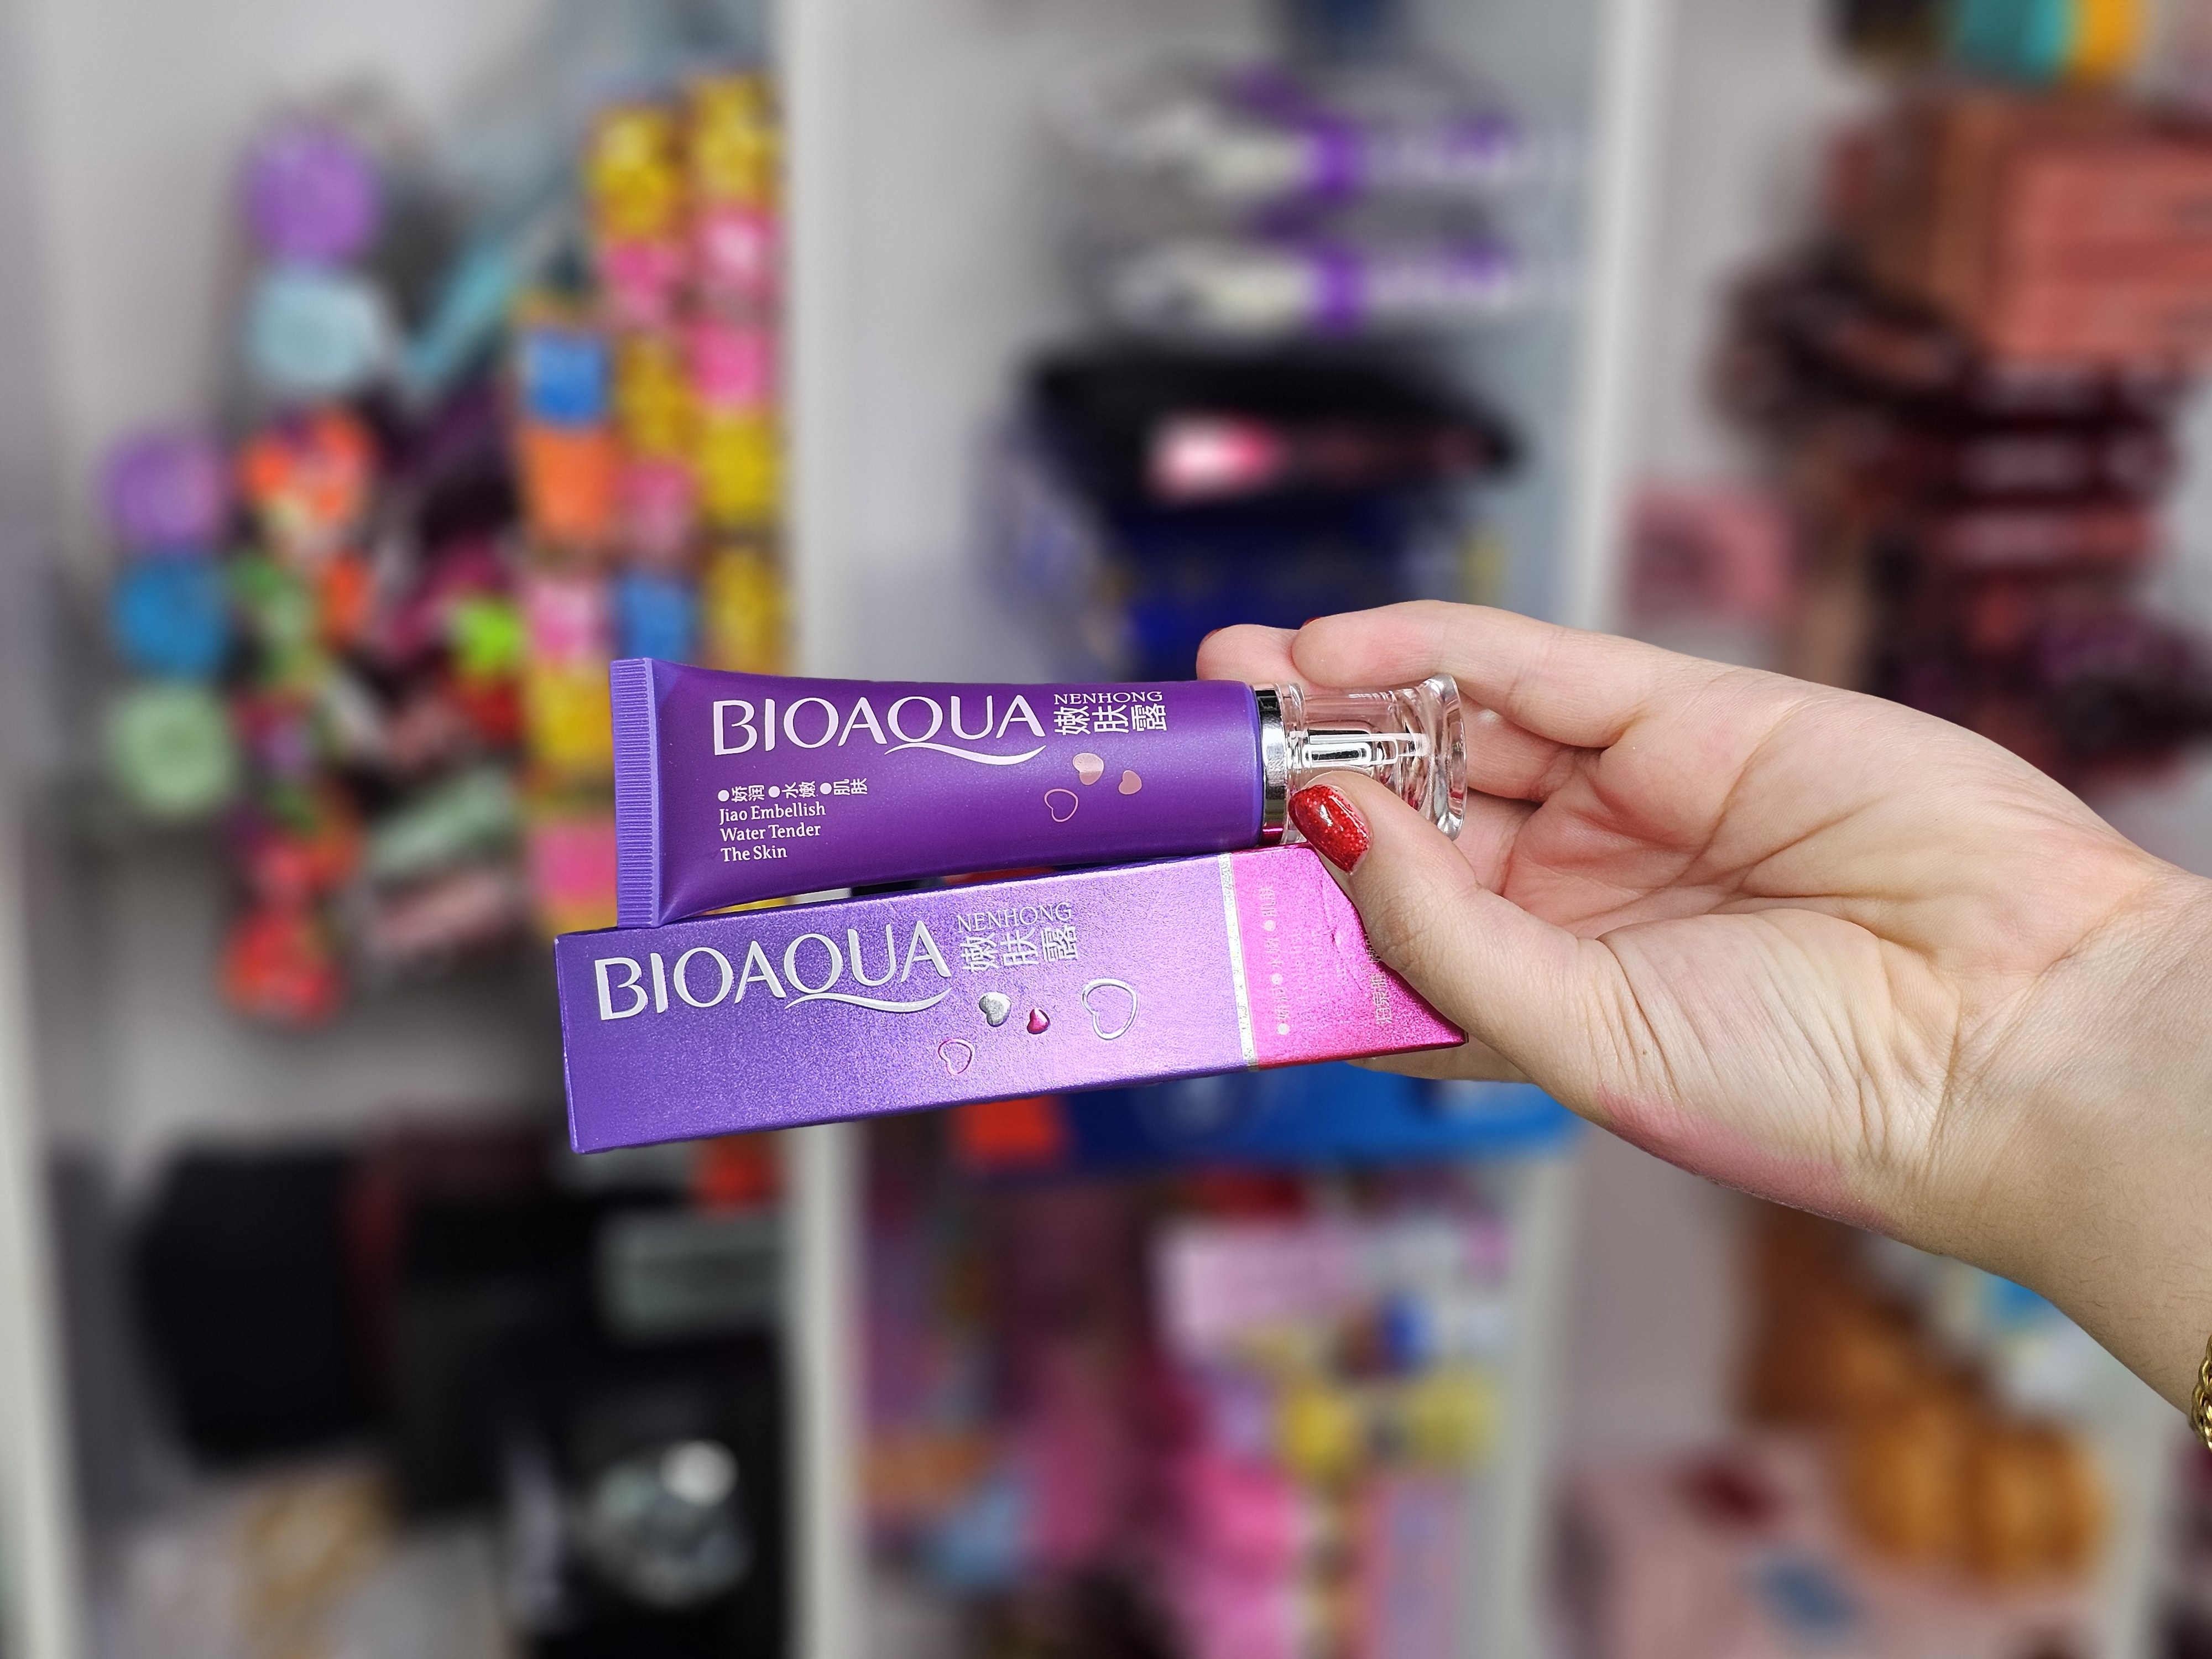 BIOAQUA
NENHONG
嫩肤露
●娇润●水嫩●肌肤
Jiao Embellish
Water Tender
The Skin
BIOAQUA
NENHONG
嫩肤露